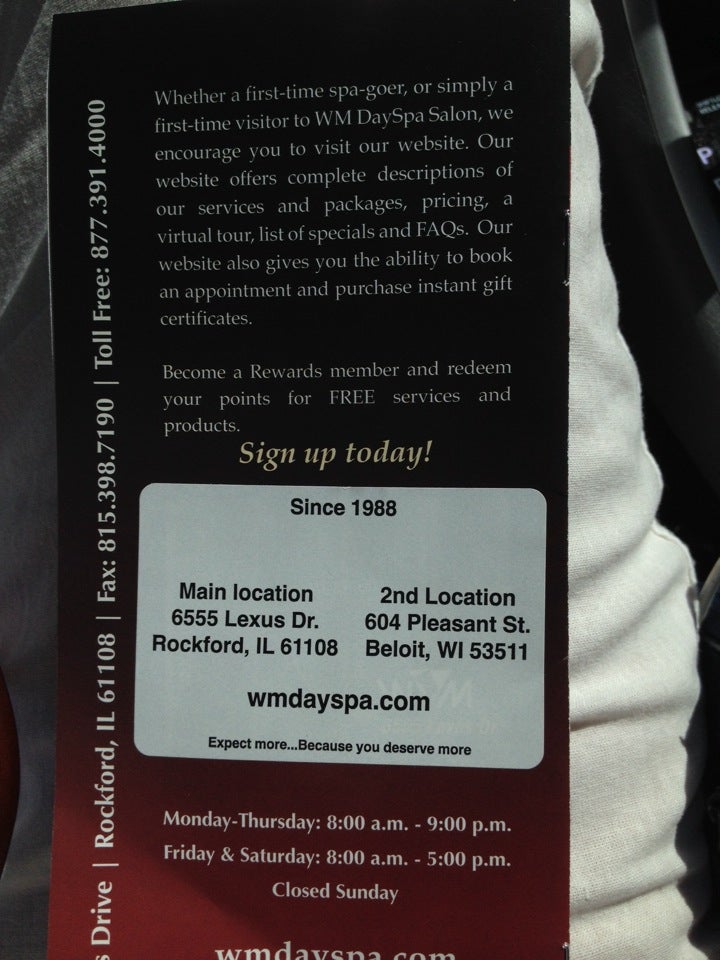 Whether a first-time spa-goer, or simply a
first-time visitor to WM DaySpa Salon, we
encourage you to visit our website. Our
website offers complete descriptions of
our services and packages, pricing, a
virtual tour, list of specials and FAQs. Our
website also gives you the ability to book
an appointment and purchase instant gift
certificates.
Become a Rewards member and redeem
your points for FREE services and
products.
Sign up today!
Since 1988
Main location
6555 Lexus Dr.
Rockford, IL 61108
2nd Location
604 Pleasant St.
Beloit, WI 53511
wmdayspa.com
Expect more...Because you deserve more
Monday-Thursday: 8:00 a.m. - 9:00 p.m.
Friday & Saturday: 8:00 a.m. - 5:00 p.m.
Closed Sunday
wmdayspa.com
s Drive | Rockford, IL 61108 | Fax: 815.398.7190 | Toll Free: 877.391.4000